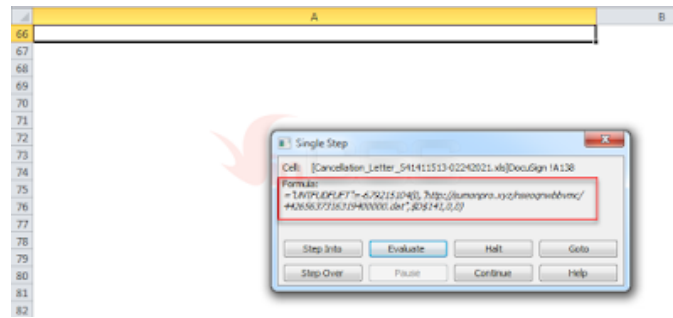 A B
66
67
68
69
70
71
72
73
74
75
76
77
78
79
80
81
82
Single Step
Cell: [Cancellation_Letter_541411513-02242021.xls]DocuSign !A138
Formula:
Step Into Evaluate Halt Goto
Step Over Pause Continue Help